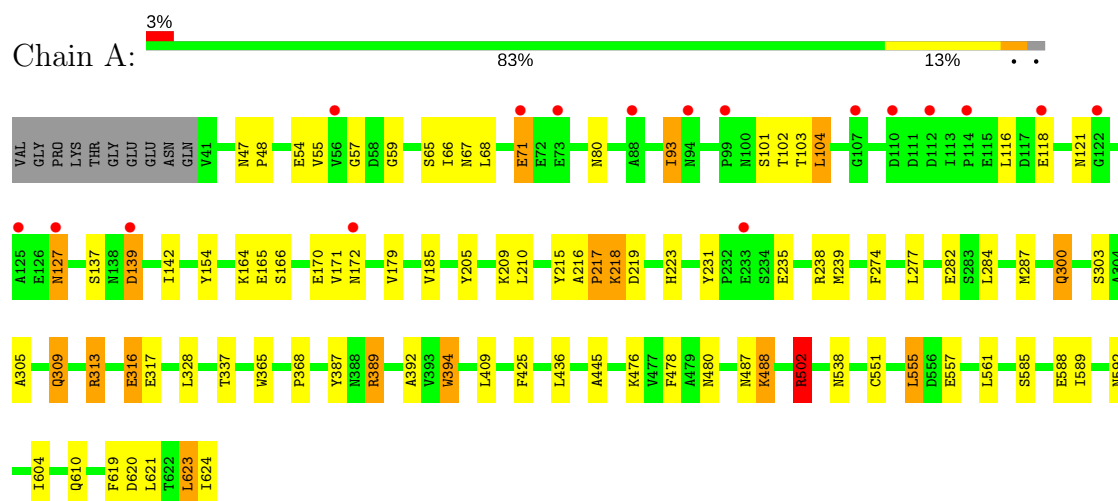 3%
Chain A:
83% 13% • •
VAL GLY PRO LYS THR GLY GLU GLU ASN GLN V41 N47 P48 E54 V55 V56 G57 D58 G59 S65 I66 N67 L68 E71 E72 E73 N80 A88 I93 N94 P99 N100 S101 T102 T103 L104 G107 D110 D111 D112 I113 P114 E115 L116 D117 E118 N121 G122
A125 E126 N127 S137 N138 D139 I142 Y154 K164 E165 S166 E170 V171 N172 V179 V185 Y205 K209 L210 Y215 A216 P217 K218 D219 H223 Y231 P232 E233 S234 E235 R238 M239 F274 L277 E282 S283 L284 M287 Q300 S303 A304
A305 Q309 R313 E316 E317 L328 T337 W365 P368 Y387 N388 R389 A392 V393 W394 L409 F425 L436 A445 K476 V477 F478 A479 N480 N487 K488 R502 N538 C551 L555 D556 E557 L561 S585 E588 I589 N592
I604 Q610 F619 D620 L621 T622 L623 I624